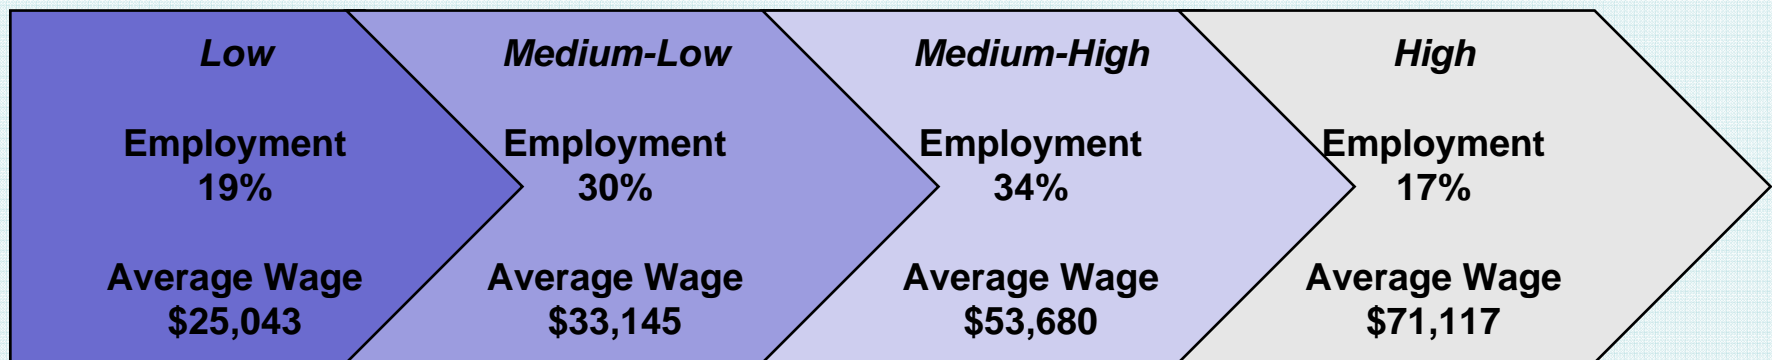 Low
Employment
19%
Average Wage
$25,043
Medium-Low
Employment
30%
Average Wage
$33,145
Medium-High
Employment
34%
Average Wage
$53,680
High
Employment
17%
Average Wage
$71,117